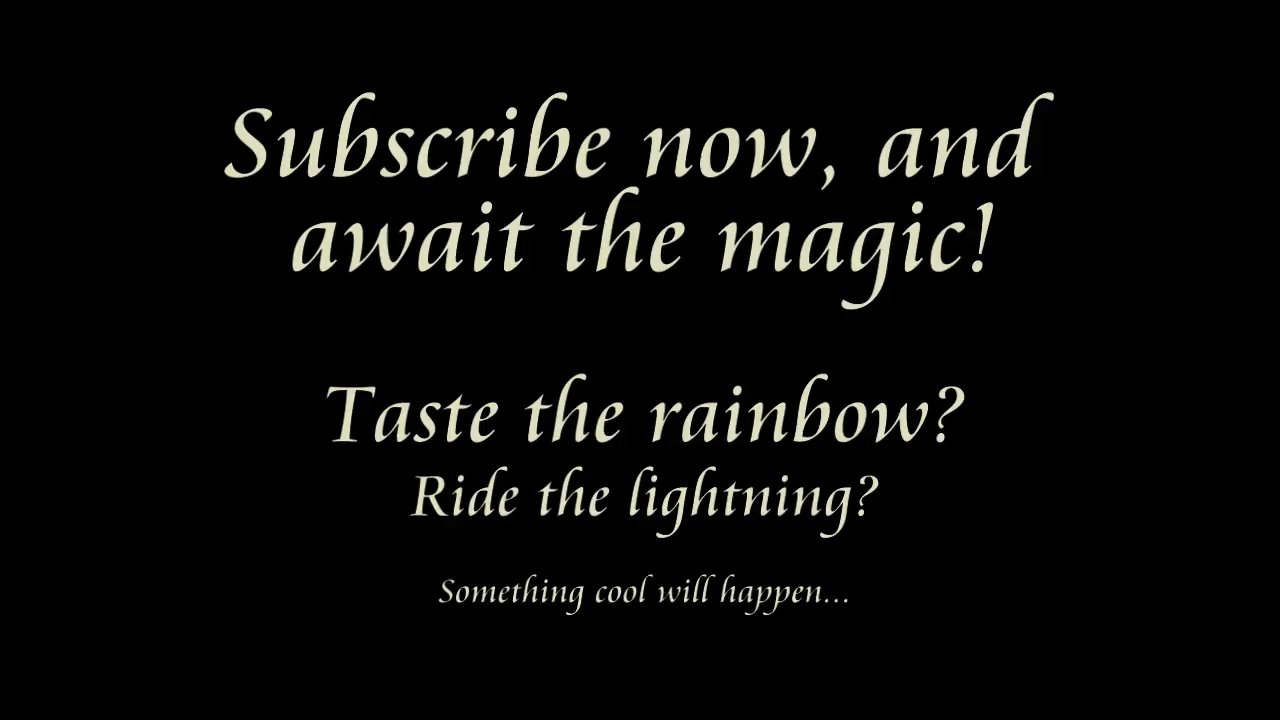 Subscribe now, and
await the magic!
Taste the rainbow?
Ride the lightning?
Something cool will happen...